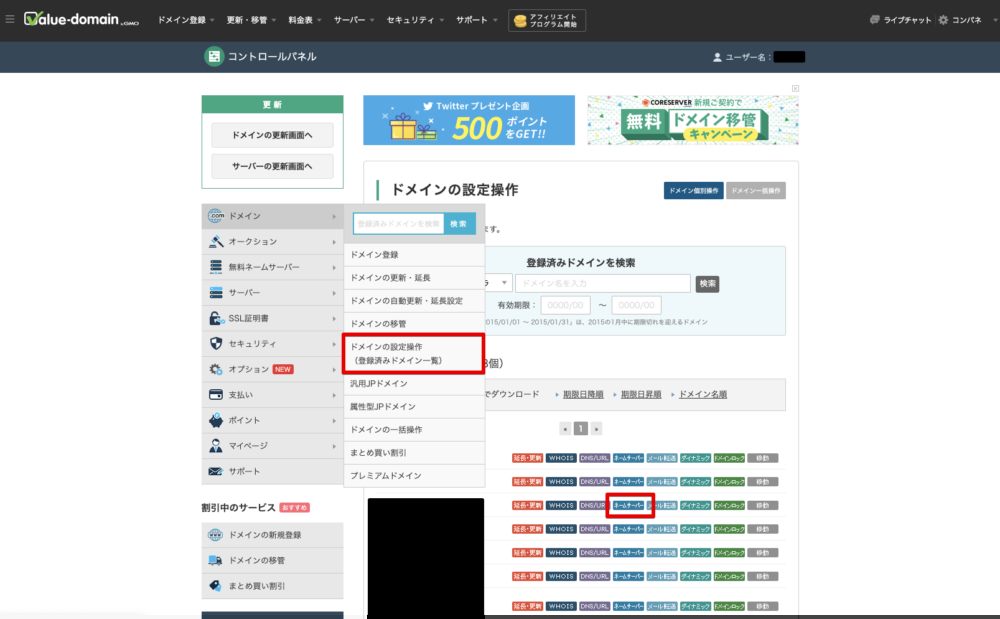 Value-domain by GMO
ドメイン登録 更新・移管 料金表 サーバー セキュリティ サポート
アフィリエイト
プログラム開始
ライブチャット コンパネ
コントロールパネル
ユーザー名：
更新
ドメインの更新画面へ
サーバーの更新画面へ
Twitter プレゼント企画
500 ポイント
をGET!!
CORESERVER 新規ご契約で
無料 ドメイン移管
キャンペーン
ドメインの設定操作
ドメイン個別操作 ドメイン一括操作
.com ドメイン
オークション
無料ネームサーバー
サーバー
SSL証明書
セキュリティ
オプション NEW
支払い
ポイント
マイページ
サポート
登録済みドメインを検索 検索
ドメイン登録
ドメインの更新・延長
ドメインの自動更新・延長設定
ドメインの移管
ドメインの設定操作
（登録済みドメイン一覧）
汎用JPドメイン
属性型JPドメイン
ドメインの一括操作
まとめ買い割引
プレミアムドメイン
ます。
登録済みドメインを検索
ラ ドメイン名を入力 検索
有効期限： 0000/00 ～ 0000/00
2015/01/01 ～ 2015/01/31」は、2015の1月中に期限切れを迎えるドメイン
個）
でダウンロード 期限日降順 期限日昇順 ドメイン名順
« 1 »
延長・更新 WHOIS DNS/URL ネームサーバー メール転送 ダイナミック ドメインロック 移動
延長・更新 WHOIS DNS/URL ネームサーバー メール転送 ダイナミック ドメインロック 移動
延長・更新 WHOIS DNS/URL ネームサーバー メール転送 ダイナミック ドメインロック 移動
延長・更新 WHOIS DNS/URL ネームサーバー メール転送 ダイナミック ドメインロック 移動
延長・更新 WHOIS DNS/URL ネームサーバー メール転送 ダイナミック ドメインロック 移動
延長・更新 WHOIS DNS/URL ネームサーバー メール転送 ダイナミック ドメインロック 移動
延長・更新 WHOIS DNS/URL ネームサーバー メール転送 ダイナミック ドメインロック 移動
割引中のサービス おすすめ
ドメインの新規登録
ドメインの移管
まとめ買い割引